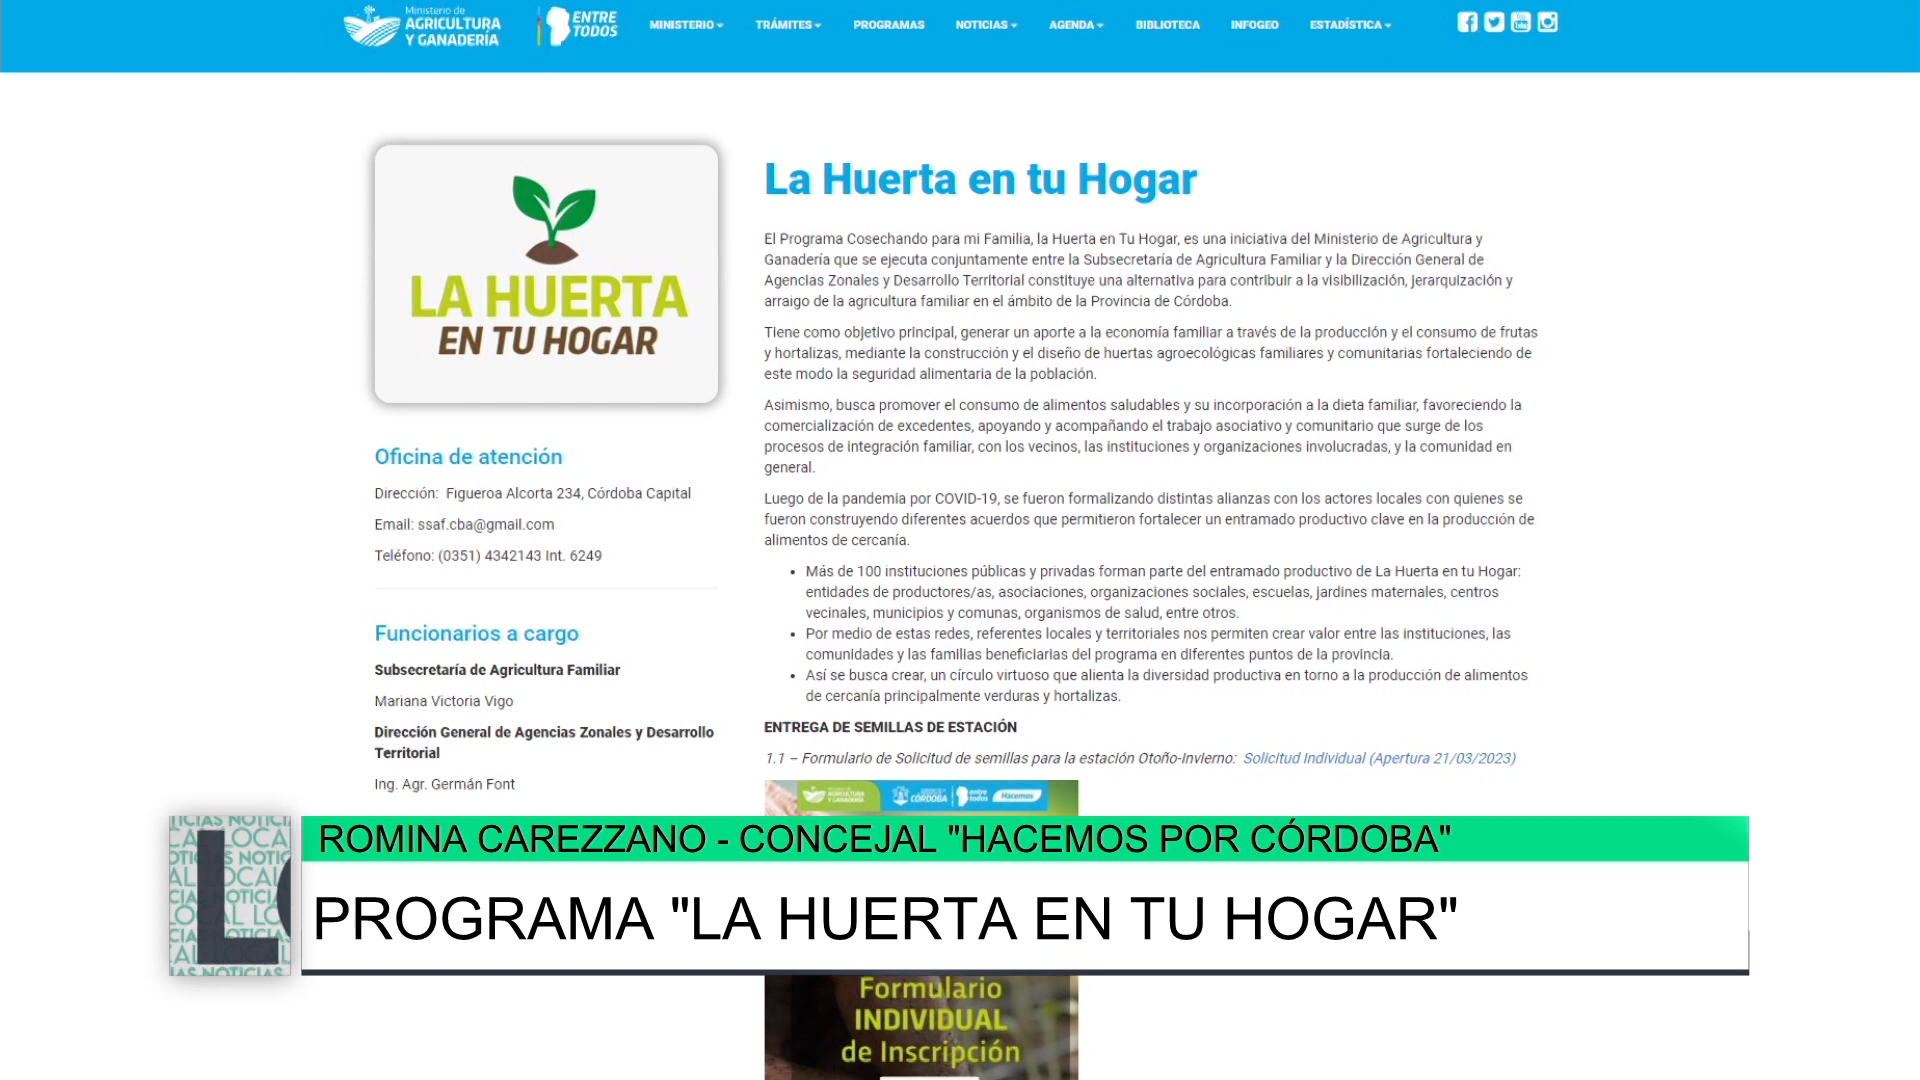 Ministerio de
AGRICULTURA
Y GANADERÍA
ENTRE
TODOS
MINISTERIO
TRÁMITES
PROGRAMAS
NOTICIAS
AGENDA
BIBLIOTECA
INFOGEO
ESTADÍSTICA
LA HUERTA
EN TU HOGAR
Oficina de atención
Dirección: Figueroa Alcorta 234, Córdoba Capital
Email: ssaf.cba@gmail.com
Teléfono: (0351) 4342143 Int. 6249
Funcionarios a cargo
Subsecretaría de Agricultura Familiar
Mariana Victoria Vigo
Dirección General de Agencias Zonales y Desarrollo
Territorial
Ing. Agr. Germán Font
La Huerta en tu Hogar
El Programa Cosechando para mi Familia, la Huerta en Tu Hogar, es una iniciativa del Ministerio de Agricultura y
Ganadería que se ejecuta conjuntamente entre la Subsecretaría de Agricultura Familiar y la Dirección General de
Agencias Zonales y Desarrollo Territorial constituye una alternativa para contribuir a la visibilización, jerarquización y
arraigo de la agricultura familiar en el ámbito de la Provincia de Córdoba.
Tiene como objetivo principal, generar un aporte a la economía familiar a través de la producción y el consumo de frutas
y hortalizas, mediante la construcción y el diseño de huertas agroecológicas familiares y comunitarias fortaleciendo de
este modo la seguridad alimentaria de la población.
Asimismo, busca promover el consumo de alimentos saludables y su incorporación a la dieta familiar, favoreciendo la
comercialización de excedentes, apoyando y acompañando el trabajo asociativo y comunitario que surge de los
procesos de integración familiar, con los vecinos, las instituciones y organizaciones involucradas, y la comunidad en
general.
Luego de la pandemia por COVID-19, se fueron formalizando distintas alianzas con los actores locales con quienes se
fueron construyendo diferentes acuerdos que permitieron fortalecer un entramado productivo clave en la producción de
alimentos de cercanía.
• Más de 100 instituciones públicas y privadas forman parte del entramado productivo de La Huerta en tu Hogar:
entidades de productores/as, asociaciones, organizaciones sociales, escuelas, jardines maternales, centros
vecinales, municipios y comunas, organismos de salud, entre otros.
• Por medio de estas redes, referentes locales y territoriales nos permiten crear valor entre las instituciones, las
comunidades y las familias beneficiarias del programa en diferentes puntos de la provincia.
• Así se busca crear, un círculo virtuoso que alienta la diversidad productiva en torno a la producción de alimentos
de cercanía principalmente verduras y hortalizas.
ENTREGA DE SEMILLAS DE ESTACIÓN
1.1 – Formulario de Solicitud de semillas para la estación Otoño-Invierno: Solicitud Individual (Apertura 21/03/2023)
AGRICULTURA
Y GANADERÍA
CÓRDOBA
entre
todos
Hacemos
ROMINA CAREZZANO - CONCEJAL "HACEMOS POR CÓRDOBA"
PROGRAMA "LA HUERTA EN TU HOGAR"
Formulario
INDIVIDUAL
de Inscripción